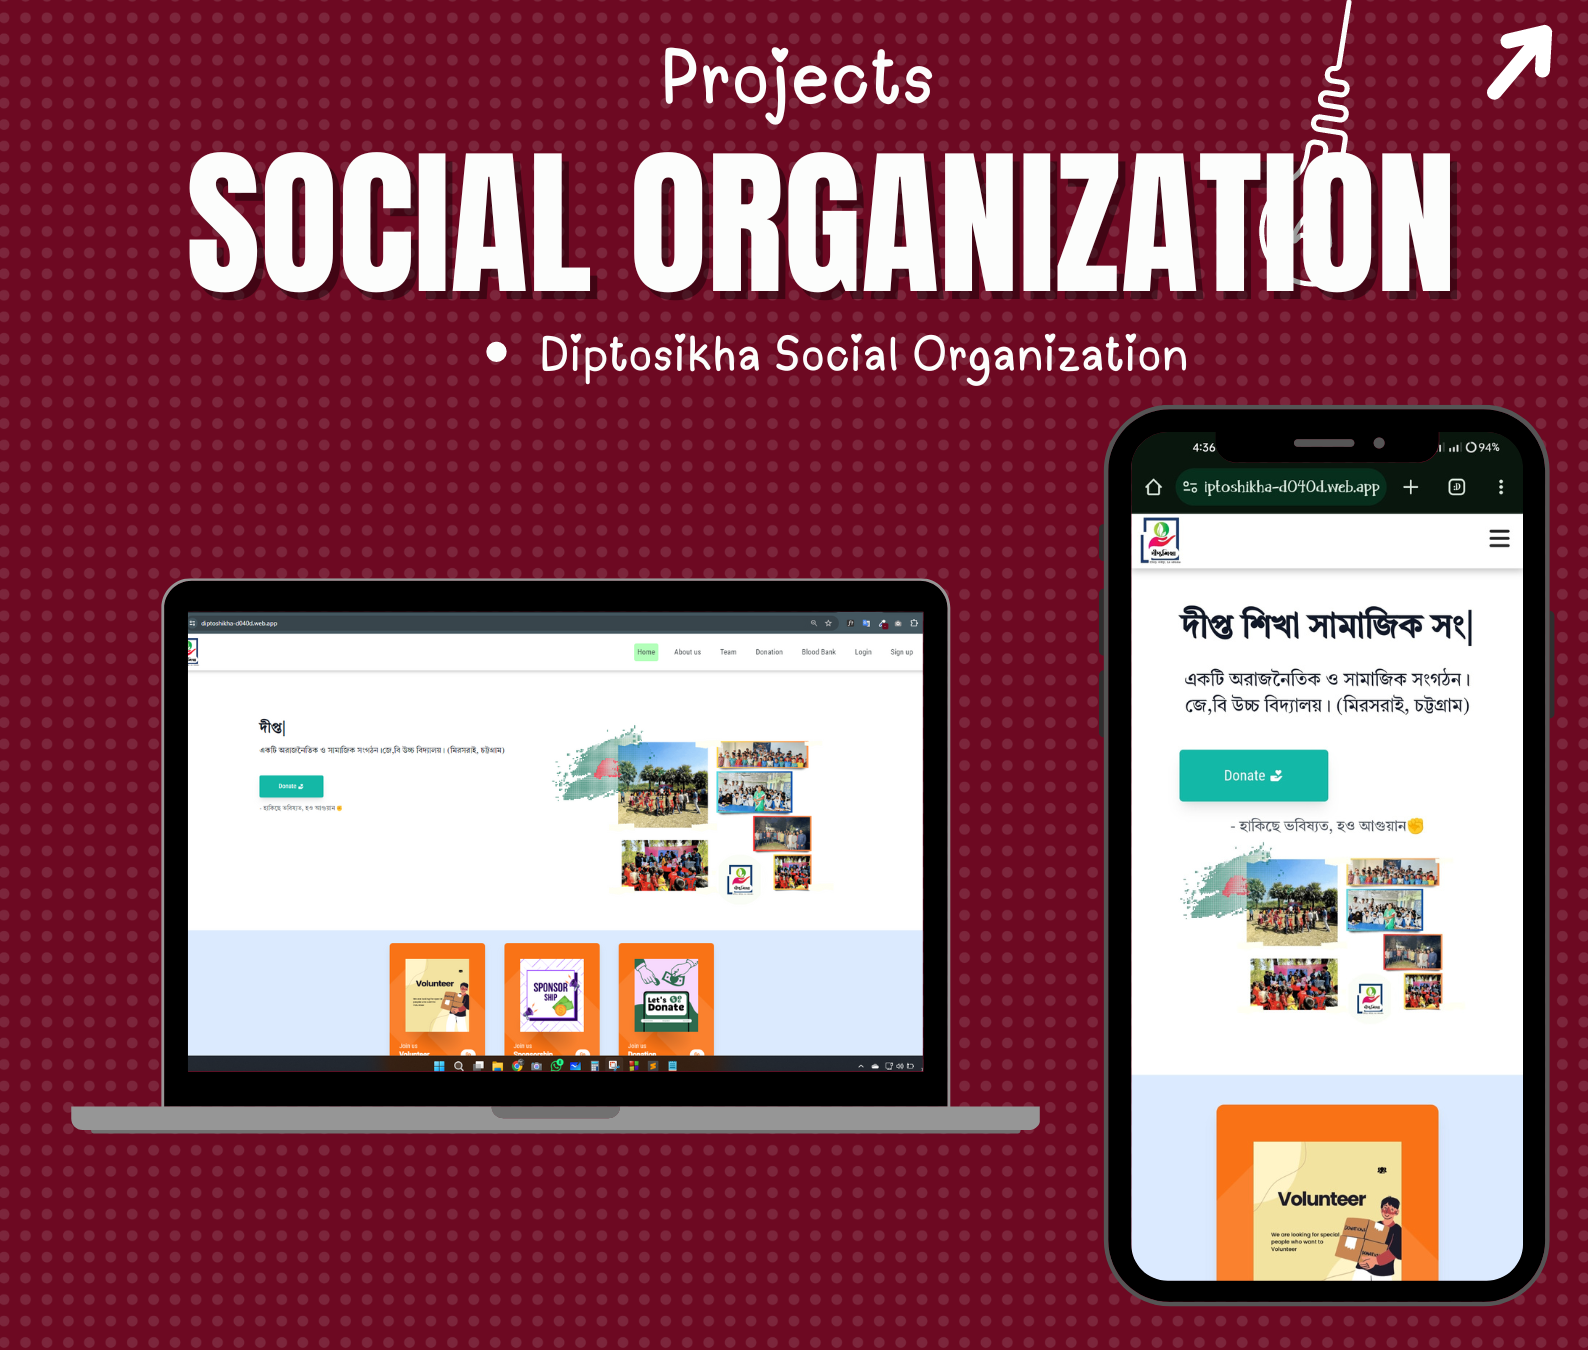 Projects
SOCIAL ORGANIZATION
Diptosikha Social Organization
diptoshikha-d040d.web.app
Home About us Team Donation Blood Bank Login Sign up
দীপ্ত
একটি অরাজনৈতিক ও সামাজিক সংগঠন।জে,বি উচ্চ বিদ্যালয়। (মিরসরাই, চট্টগ্রাম)
Donate
- হাকিছে ভবিষ্যত, হও আগুয়ান✊
Volunteer
SPONSOR
SHIP
Let's
Donate
Join us Join us Join us
Volunteer Sponsorship Donation
4:36 94%
iptoshikha-d040d.web.app
দীপ্তশিখা
দীপ্ত শিখা সামাজিক সং
একটি অরাজনৈতিক ও সামাজিক সংগঠন।
জে,বি উচ্চ বিদ্যালয়। (মিরসরাই, চট্টগ্রাম)
Donate
- হাকিছে ভবিষ্যত, হও আগুয়ান✊
Volunteer
We are looking for special
people who want to
Volunteer